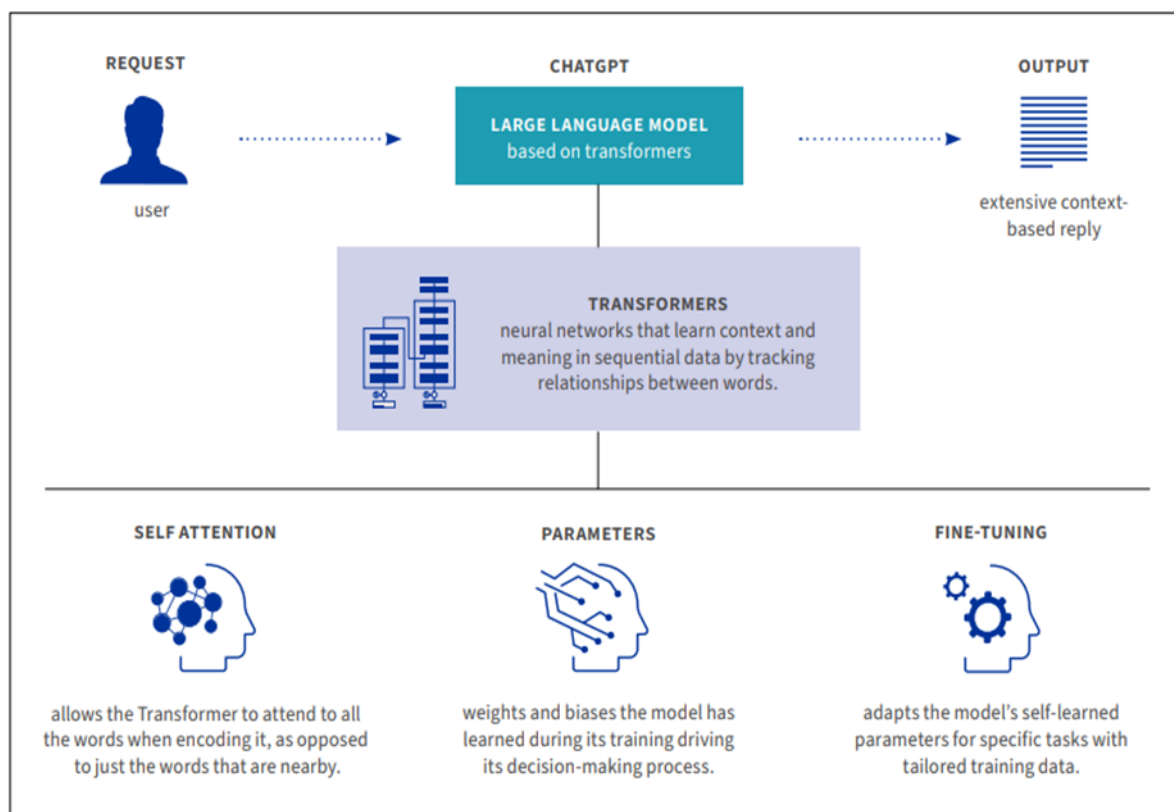 REQUEST
CHATGPT
OUTPUT
LARGE LANGUAGE MODEL
based on transformers
user
extensive context-
based reply
TRANSFORMERS
neural networks that learn context and
meaning in sequential data by tracking
relationships between words.
SELF ATTENTION
PARAMETERS
FINE-TUNING
allows the Transformer to attend to all
the words when encoding it, as opposed
to just the words that are nearby.
weights and biases the model has
learned during its training driving
its decision-making process.
adapts the model's self-learned
parameters for specific tasks with
tailored training data.